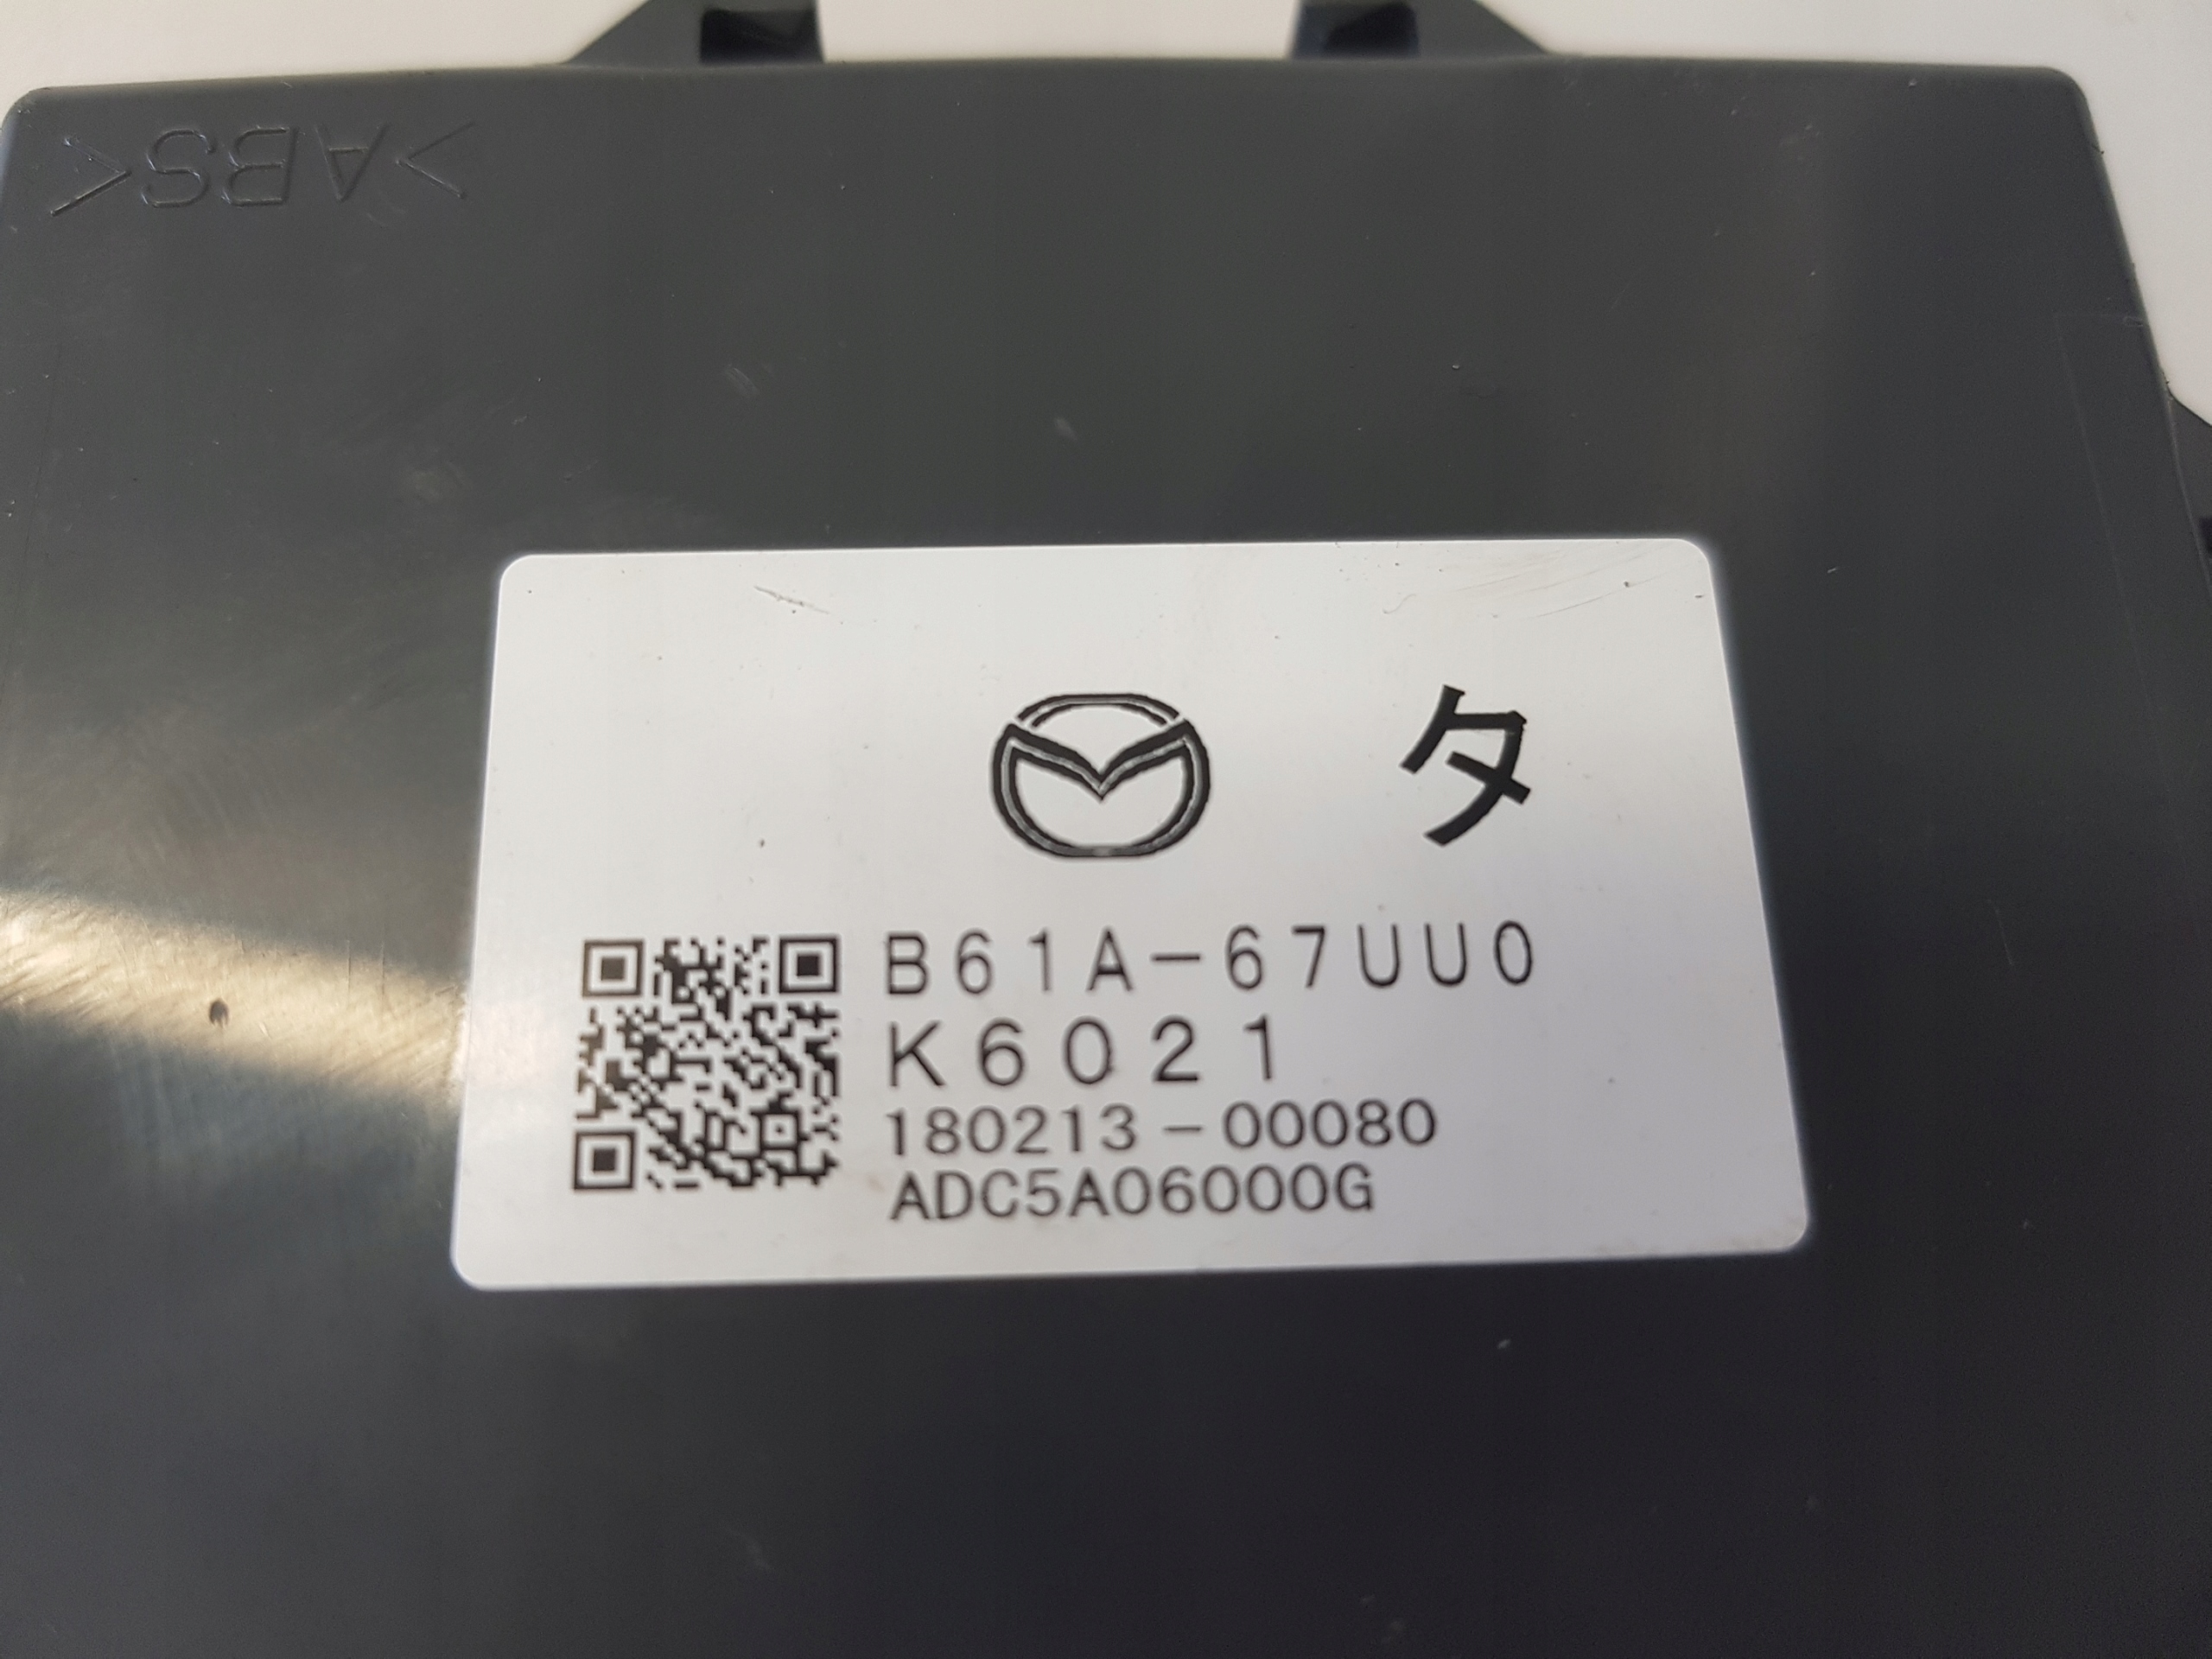 >ABS<
タ
B61A-67UU0
K6021
180213-00080
ADC5A06000G